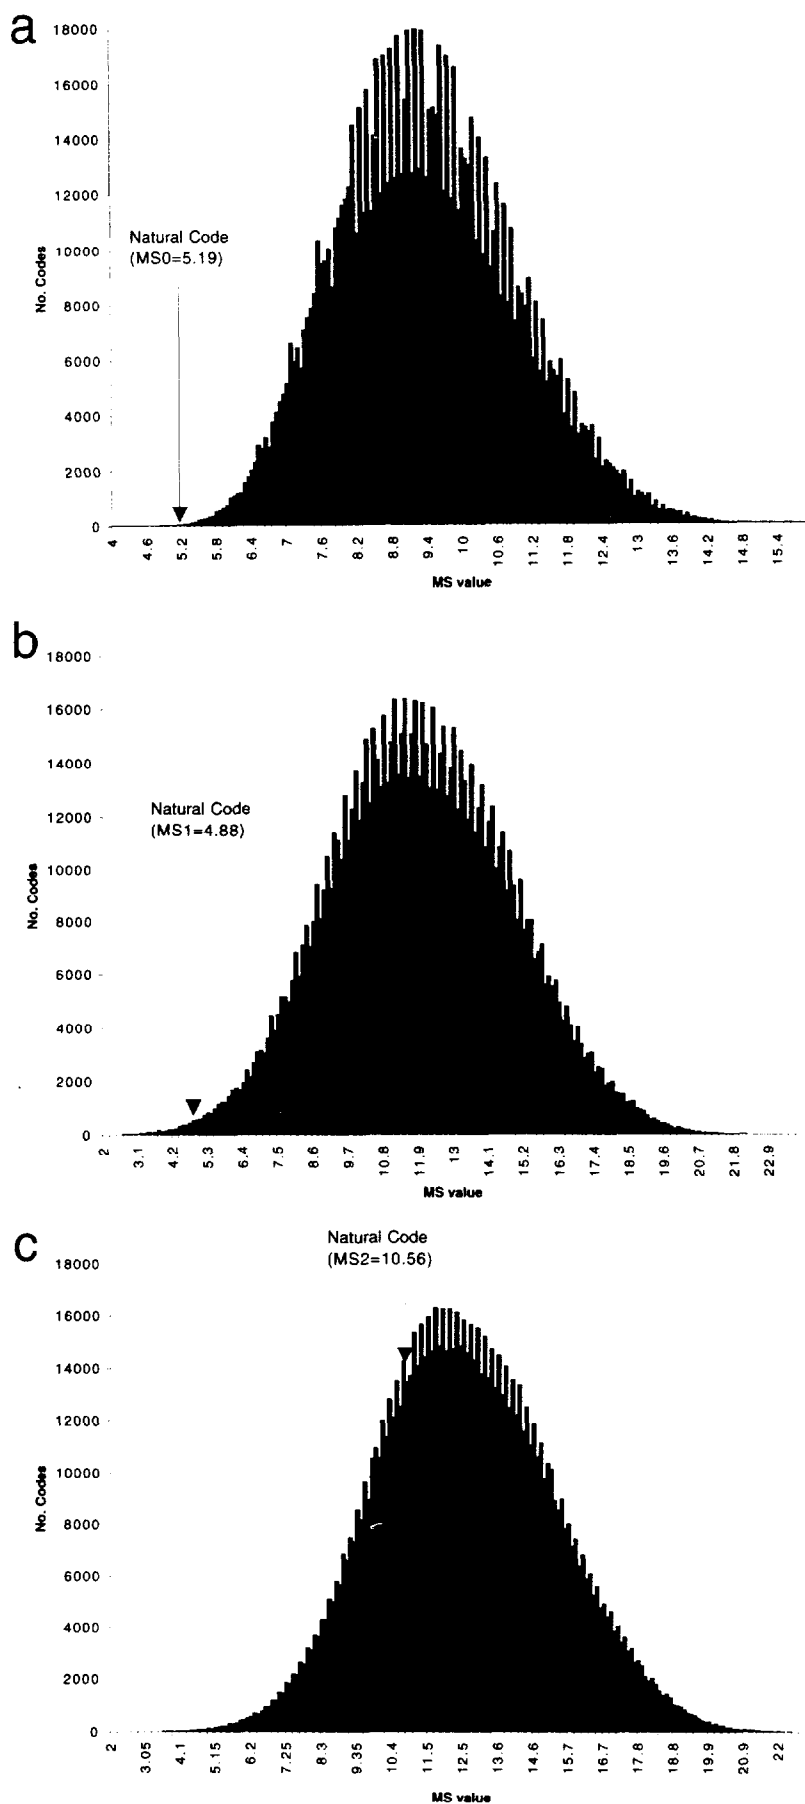 a
18000
16000
14000
12000
10000
8000
6000
4000
2000
0
No. Codes
Natural Code
(MS0=5.19)
4 4.6 5.2 5.8 6.4 7 7.6 8.2 8.8 9.4 10 10.6 11.2 11.8 12.4 13 13.6 14.2 14.8 15.4
MS value
b
18000
16000
14000
12000
10000
8000
6000
4000
2000
0
No. Codes
Natural Code
(MS1=4.88)
2 3.1 4.2 5.3 6.4 7.5 8.6 9.7 10.8 11.9 13 14.1 15.2 16.3 17.4 18.5 19.6 20.7 21.8 22.9
MS value
c
Natural Code
(MS2=10.56)
18000
16000
14000
12000
10000
8000
6000
4000
2000
0
No. Codes
2 3.05 4.1 5.15 6.2 7.25 8.3 9.35 10.4 11.5 12.5 13.6 14.6 15.7 16.7 17.8 18.8 19.9 20.9 22
MS value